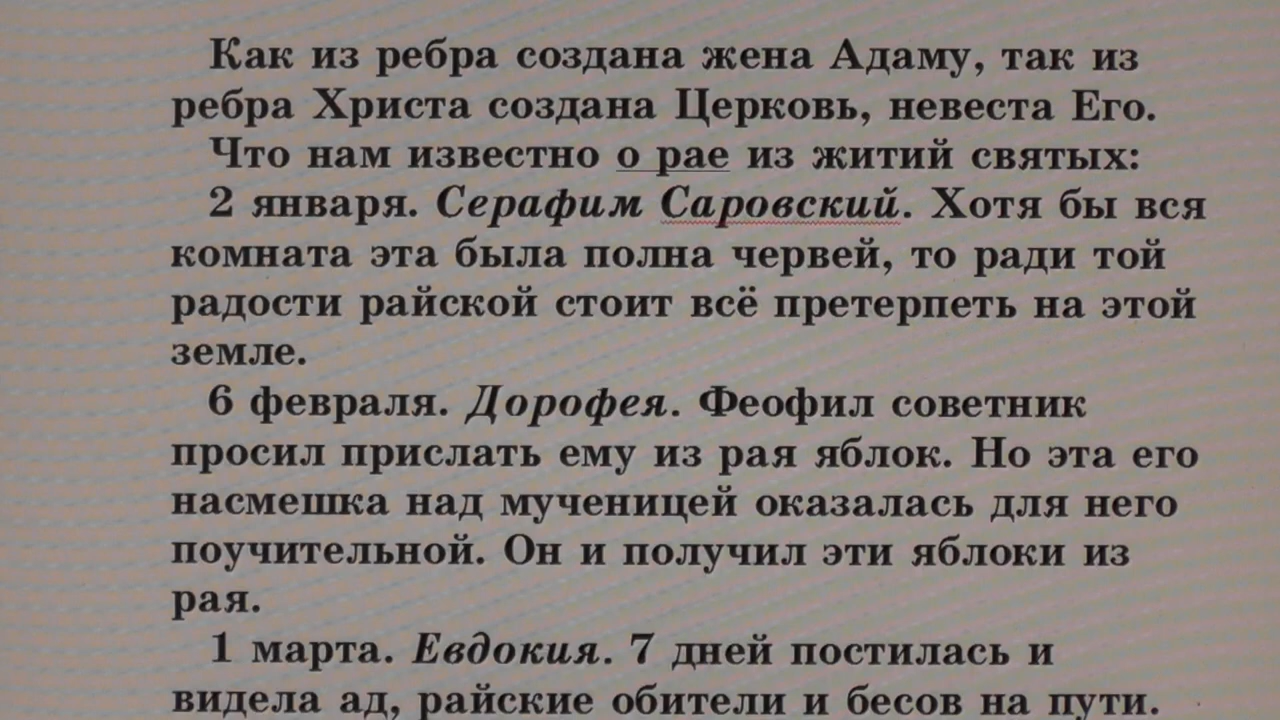 Как из ребра создана жена Адаму, так из
ребра Христа создана Церковь, невеста Его.
Что нам известно о рае из житий святых:
2 января. Серафим Саровский. Хотя бы вся
комната эта была полна червей, то ради той
радости райской стоит всё претерпеть на этой
земле.
6 февраля. Дорофея. Феофил советник
просил прислать ему из рая яблок. Но эта его
насмешка над мученицей оказалась для него
поучительной. Он и получил эти яблоки из
рая.
1 марта. Евдокия. 7 дней постилась и
видела ад, райские обители и бесов на пути.